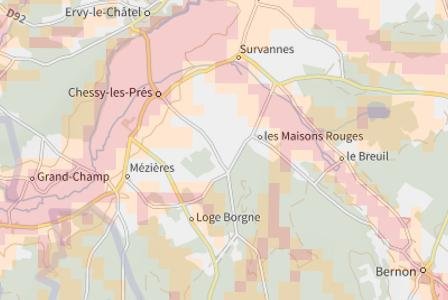 D92
Ervy-le-Châtel
Survannes
Chessy-les-Prés
les Maisons Rouges
le Breuil
Mézières
Grand-Champ
Loge Borgne
Bernon